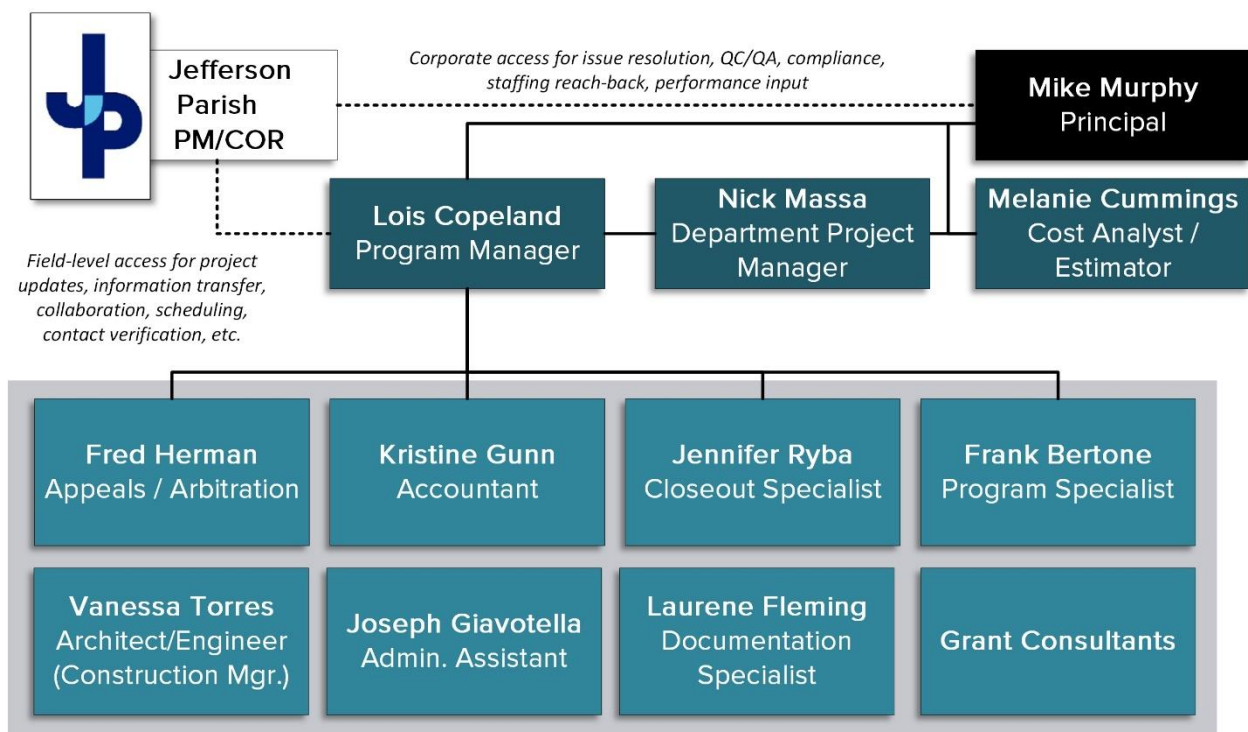 JP
Jefferson
Parish
PM/COR
Corporate access for issue resolution, QC/QA, compliance,
staffing reach-back, performance input
Mike Murphy
Principal
Lois Copeland
Program Manager
Nick Massa
Department Project
Manager
Melanie Cummings
Cost Analyst /
Estimator
Field-level access for project
updates, information transfer,
collaboration, scheduling,
contact verification, etc.
Fred Herman
Appeals / Arbitration
Kristine Gunn
Accountant
Jennifer Ryba
Closeout Specialist
Frank Bertone
Program Specialist
Vanessa Torres
Architect/Engineer
(Construction Mgr.)
Joseph Giavotella
Admin. Assistant
Laurene Fleming
Documentation
Specialist
Grant Consultants